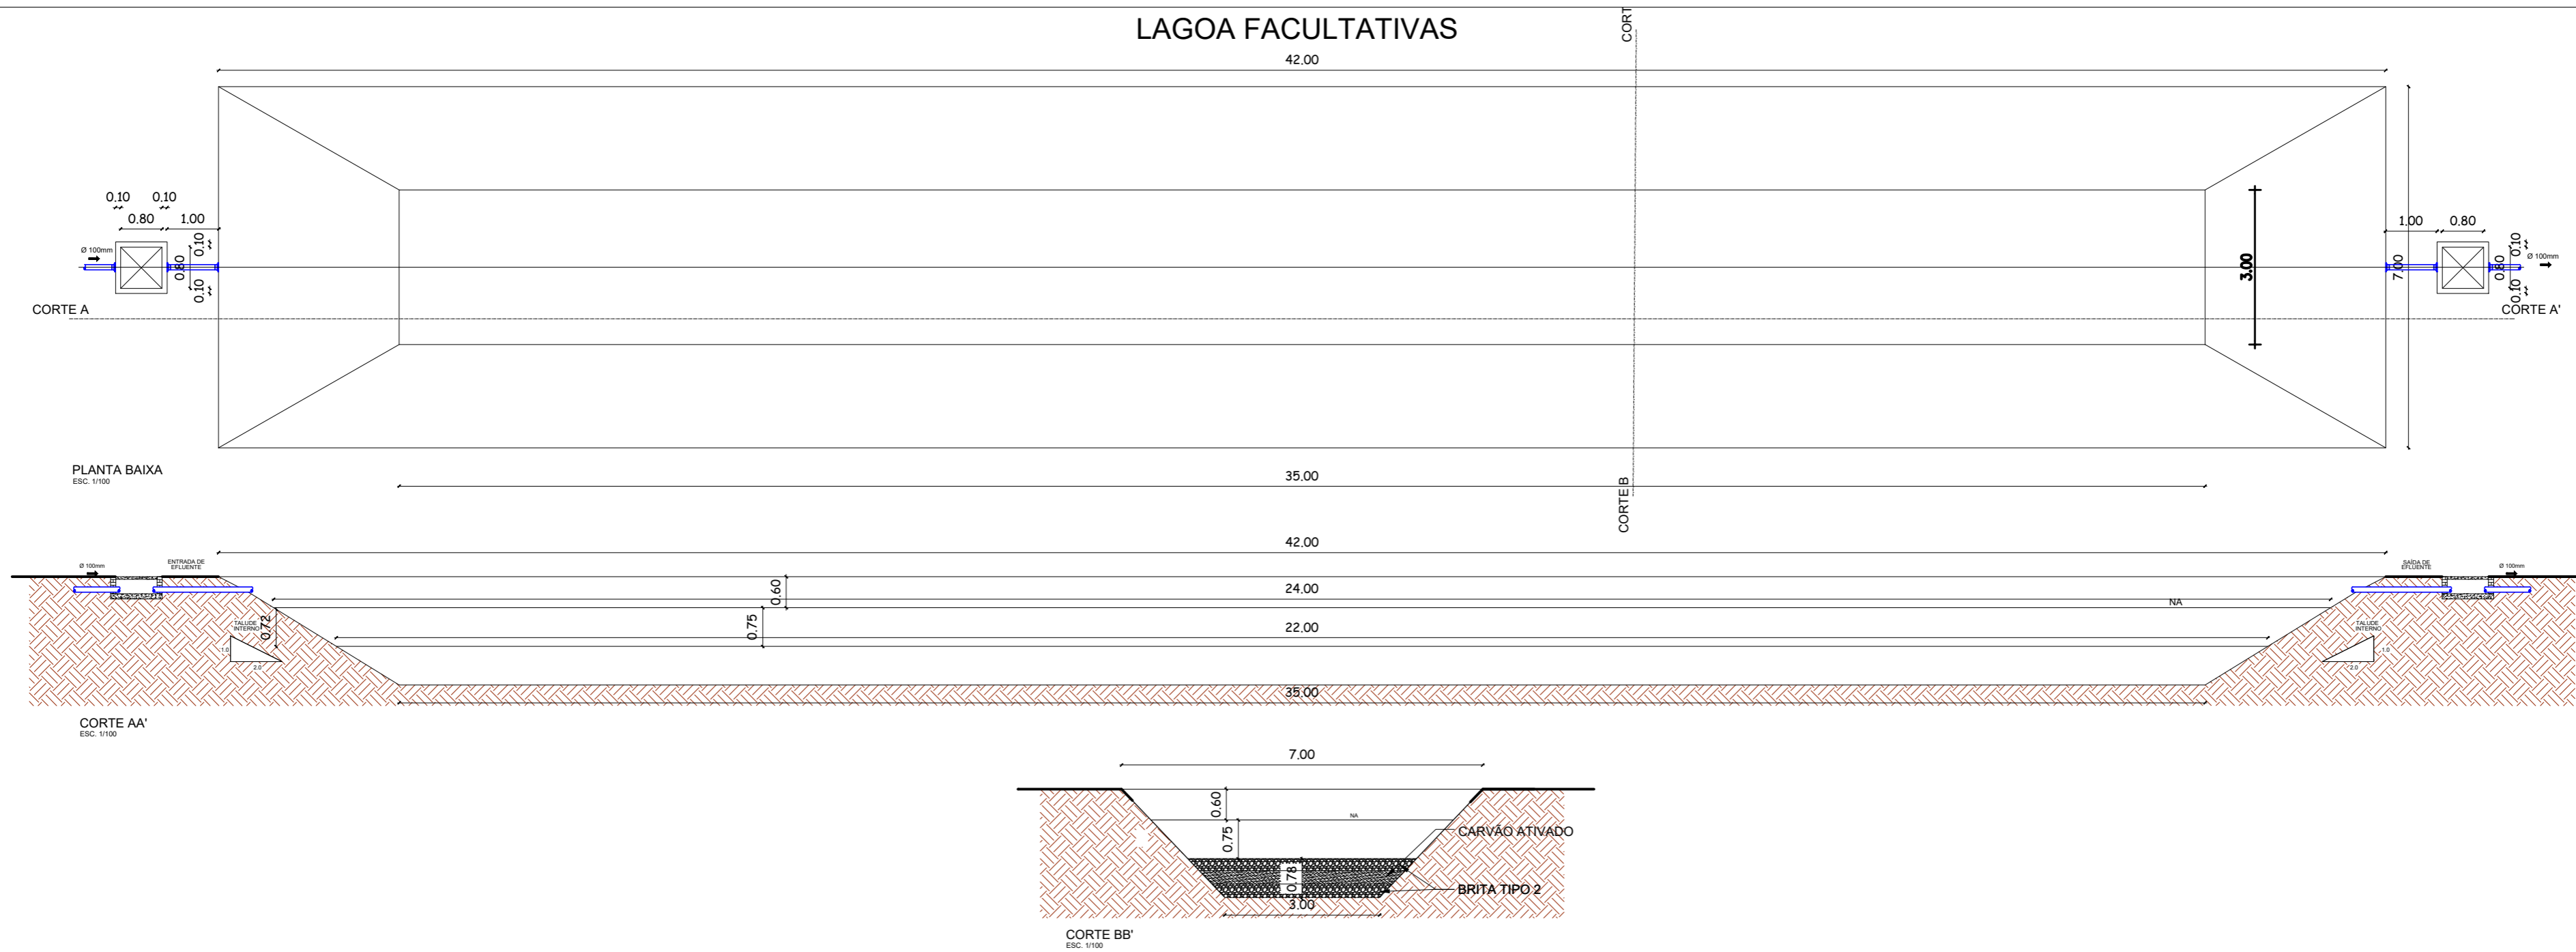 LAGOA FACULTATIVAS
CORT
42.00
0.10
0.10
0.80
1.00
Ø 100mm
0.10
0.80
0.10
CORTE A
3.00
7.00
1.00
0.80
0.10
0.80
0.10
Ø 100mm
CORTE A'
PLANTA BAIXA
ESC. 1/100
35.00
CORTE B
42.00
Ø 100mm
ENTRADA DE
EFLUENTE
SAÍDA DE
EFLUENTE
Ø 100mm
0.60
24.00
NA
0.72
0.75
22.00
TALUDE
INTERNO
1.0
2.0
TALUDE
INTERNO
1.0
2.0
35.00
CORTE AA'
ESC. 1/100
7.00
0.60
NA
0.75
CARVÃO ATIVADO
0.78
BRITA TIPO 2
3.00
CORTE BB'
ESC. 1/100